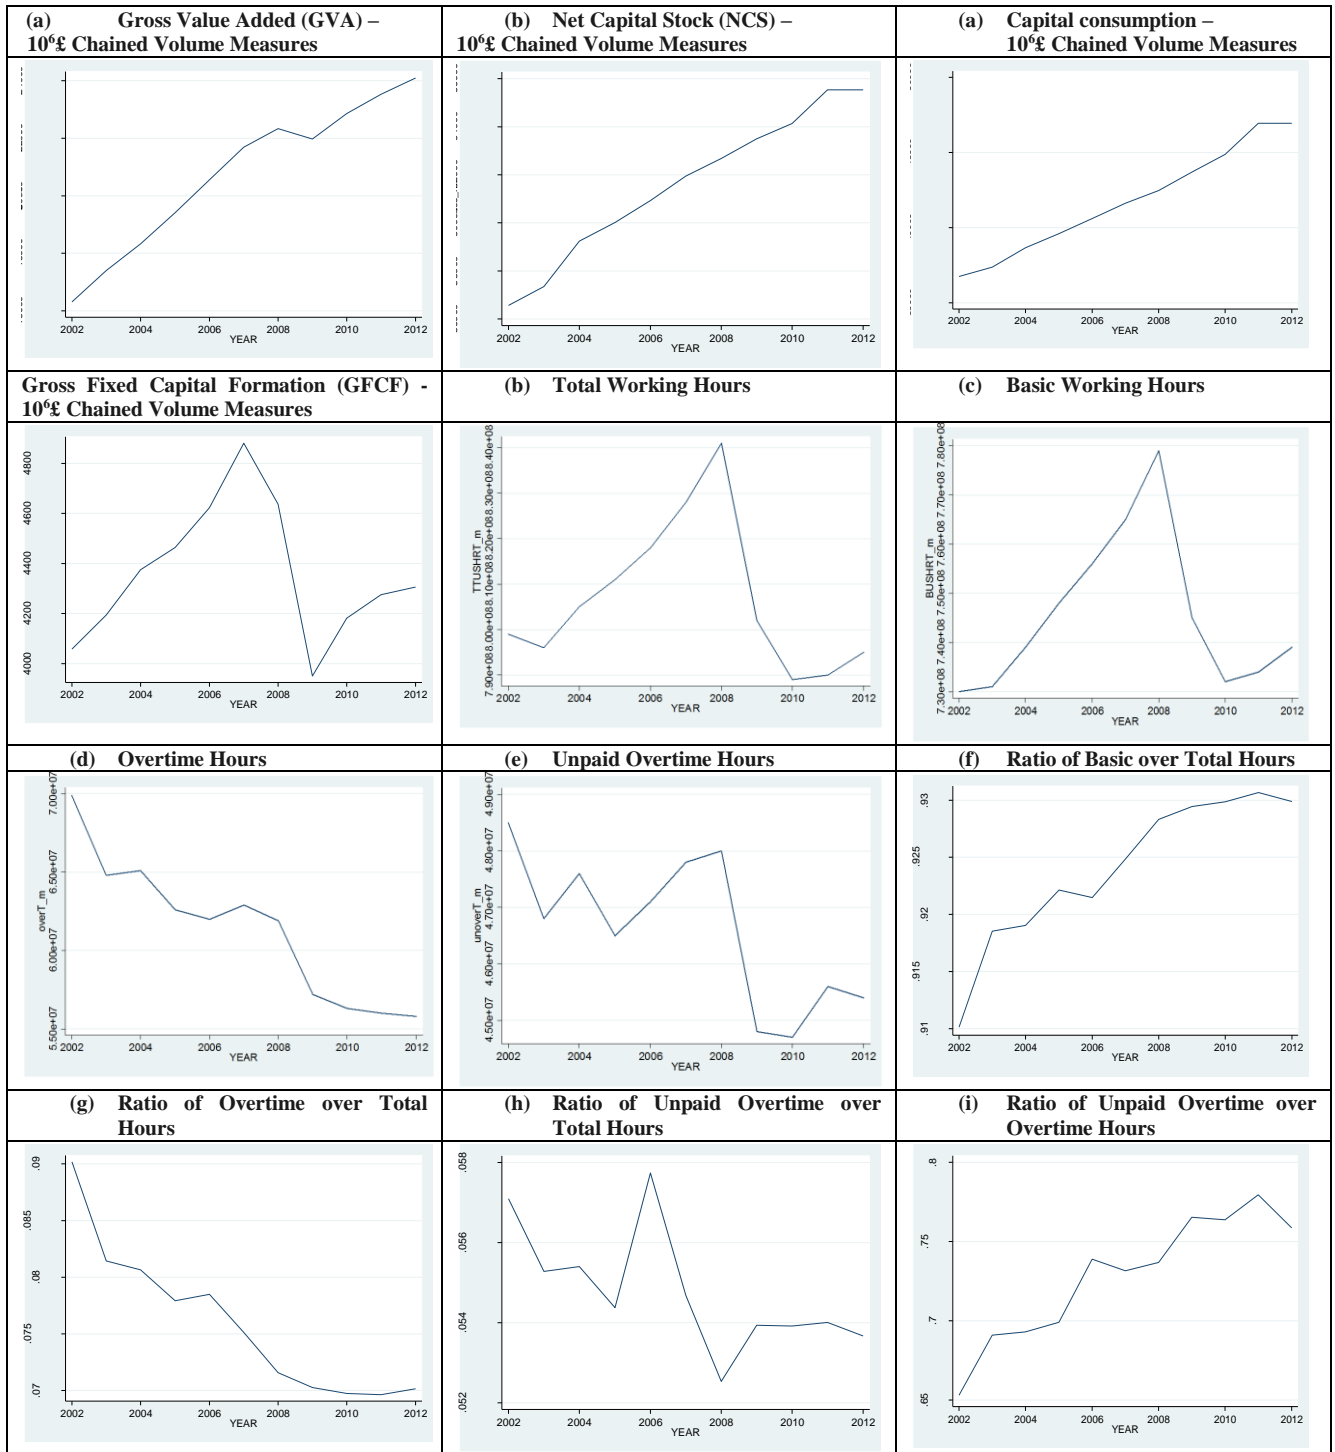 (a) Gross Value Added (GVA) –
10⁶£ Chained Volume Measures
(b) Net Capital Stock (NCS) –
10⁶£ Chained Volume Measures
(a) Capital consumption –
10⁶£ Chained Volume Measures
2002 2004 2006 2008 2010 2012
YEAR
2002 2004 2006 2008 2010 2012
YEAR
2002 2004 2006 2008 2010 2012
YEAR
Gross Fixed Capital Formation (GFCF) -
10⁶£ Chained Volume Measures
(b) Total Working Hours
(c) Basic Working Hours
4000 4200 4400 4600 4800
2002 2004 2006 2008 2010 2012
YEAR
TTUSHRT_m
7.90e+08 8.00e+08 8.10e+08 8.20e+08 8.30e+08 8.40e+08
2002 2004 2006 2008 2010 2012
YEAR
BUSHRT_m
7.30e+08 7.40e+08 7.50e+08 7.60e+08 7.70e+08 7.80e+08
2002 2004 2006 2008 2010 2012
YEAR
(d) Overtime Hours
(e) Unpaid Overtime Hours
(f) Ratio of Basic over Total Hours
overT_m
5.50e+07 6.00e+07 6.50e+07 7.00e+07
2002 2004 2006 2008 2010 2012
YEAR
unoverT_m
4.50e+07 4.60e+07 4.70e+07 4.80e+07 4.90e+07
2002 2004 2006 2008 2010 2012
YEAR
.91 .915 .92 .925 .93
2002 2004 2006 2008 2010 2012
YEAR
(g) Ratio of Overtime over Total
Hours
(h) Ratio of Unpaid Overtime over
Total Hours
(i) Ratio of Unpaid Overtime over
Overtime Hours
.07 .075 .08 .085 .09
2002 2004 2006 2008 2010 2012
YEAR
.052 .054 .056 .058
2002 2004 2006 2008 2010 2012
YEAR
.65 .7 .75 .8
2002 2004 2006 2008 2010 2012
YEAR